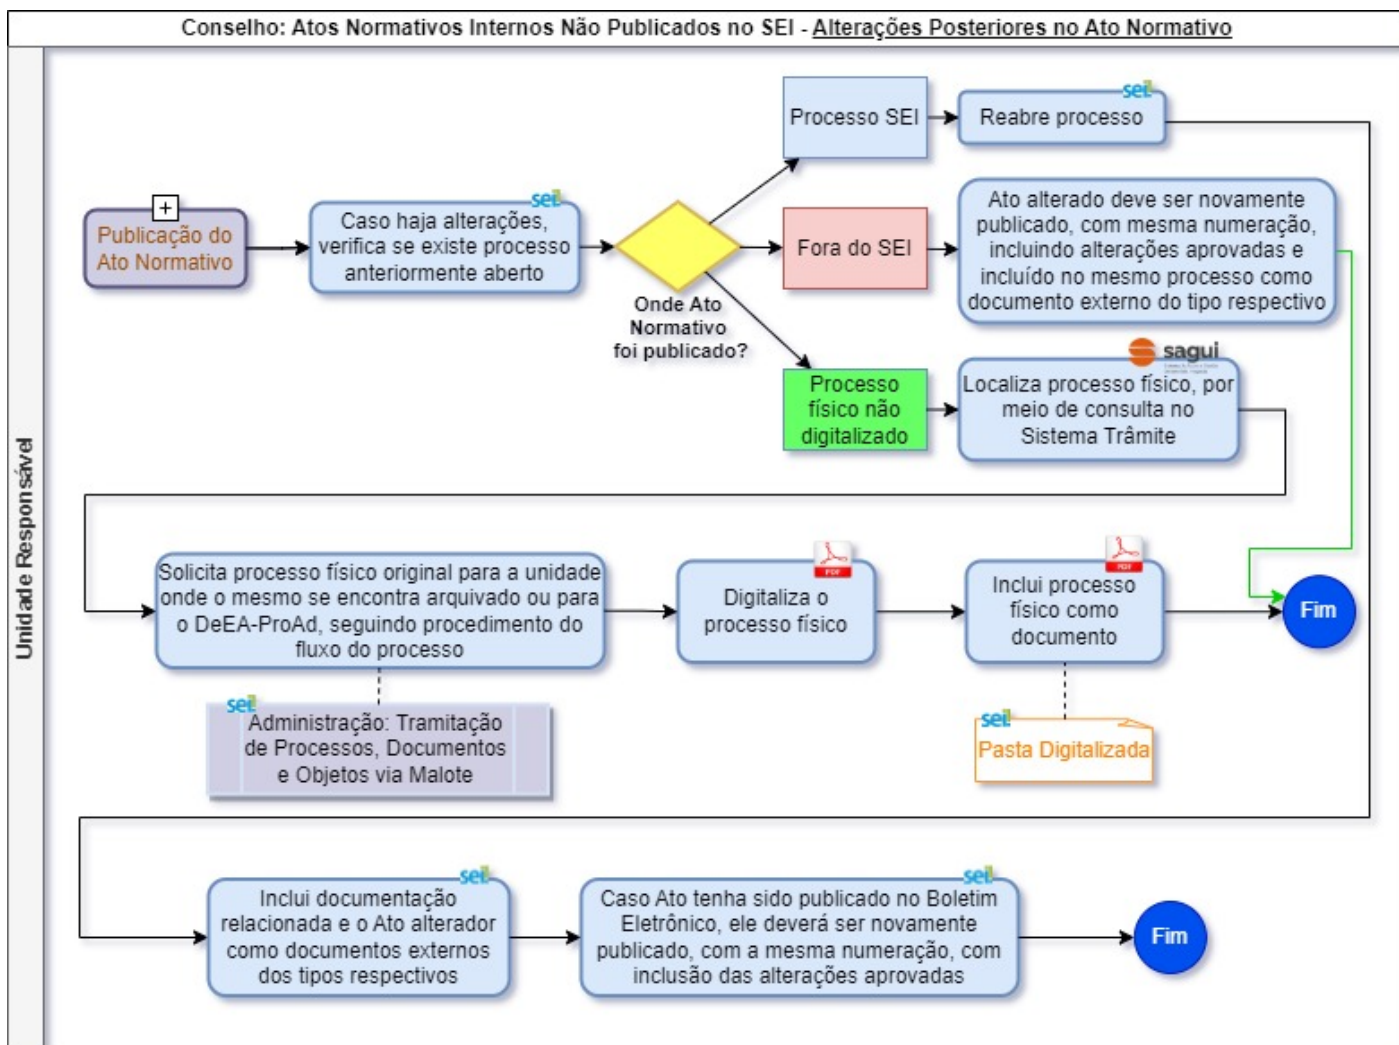 Conselho: Atos Normativos Internos Não Publicados no SEI - Alterações Posteriores no Ato Normativo
Unidade Responsável
Publicação do
Ato Normativo
sei!
Caso haja alterações,
verifica se existe processo
anteriormente aberto
Onde Ato
Normativo
foi publicado?
Processo SEI
sei!
Reabre processo
Fora do SEI
Ato alterado deve ser novamente
publicado, com mesma numeração,
incluindo alterações aprovadas e
incluído no mesmo processo como
documento externo do tipo respectivo
Processo
físico não
digitalizado
sagui
Localiza processo físico, por
meio de consulta no
Sistema Trâmite
Solicita processo físico original para a unidade
onde o mesmo se encontra arquivado ou para
o DeEA-ProAd, seguindo procedimento do
fluxo do processo
sei!
Administração: Tramitação
de Processos, Documentos
e Objetos via Malote
PDF
Digitaliza o
processo físico
PDF
Inclui processo
físico como
documento
sei!
Pasta Digitalizada
Fim
sei!
Inclui documentação
relacionada e o Ato alterador
como documentos externos
dos tipos respectivos
sei!
Caso Ato tenha sido publicado no Boletim
Eletrônico, ele deverá ser novamente
publicado, com a mesma numeração, com
inclusão das alterações aprovadas
Fim